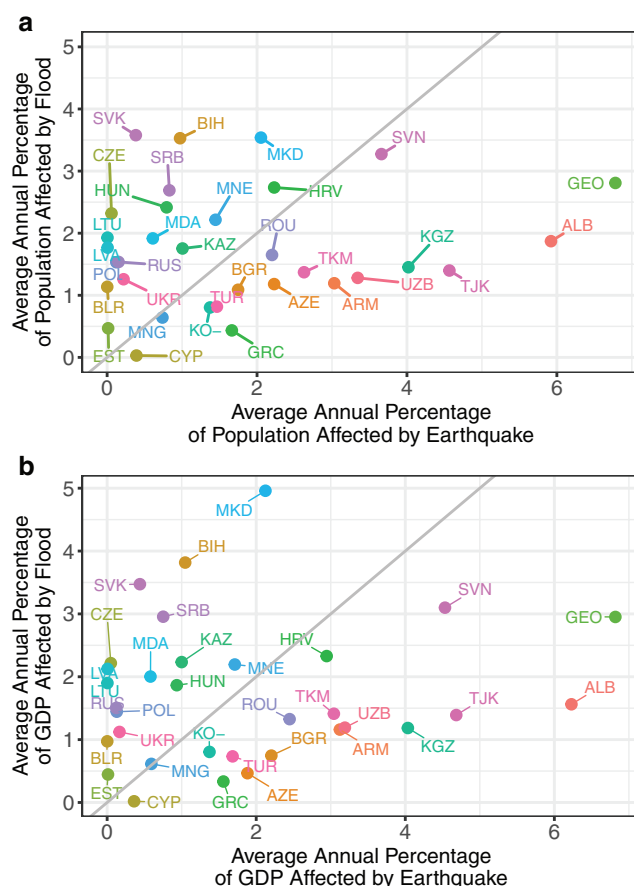 a
5
4
3
2
1
0
Average Annual Percentage
of Population Affected by Flood
SVK
BIH
MKD
SVN
CZE
SRB
GEO
HUN
MNE
HRV
LTU
MDA
ROU
ALB
LVA
KAZ
KGZ
POL
RUS
BGR
TKM
UKR
TUR
UZB
TJK
BLR
AZE
ARM
MNG
KO–
EST
CYP
GRC
0
2
4
6
Average Annual Percentage
of Population Affected by Earthquake
b
5
4
3
2
1
0
Average Annual Percentage
of GDP Affected by Flood
MKD
BIH
SVK
SVN
SRB
GEO
CZE
MDA
KAZ
HRV
LVA
MNE
LTU
HUN
TKM
TJK
ALB
RUS
POL
ROU
UZB
UKR
KO–
BGR
ARM
KGZ
BLR
MNG
TUR
EST
CYP
GRC
AZE
0
2
4
6
Average Annual Percentage
of GDP Affected by Earthquake